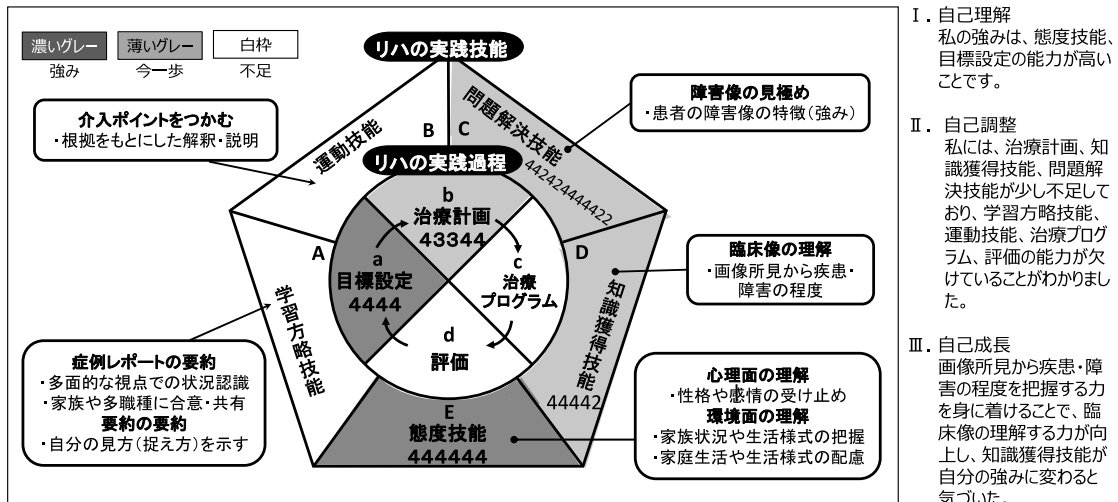 濃いグレー
薄いグレー
白枠
強み
今一歩
不足
リハの実践技能
介入ポイントをつかむ
・根拠をもとにした解釈・説明
障害像の見極め
・患者の障害像の特徴(強み)
B
C
運動技能
問題解決技能
442424444422
リハの実践過程
b
治療計画
43344
A
a
目標設定
4444
c
治療
プログラム
D
臨床像の理解
・画像所見から疾患・
障害の程度
d
評価
学習方略技能
知識獲得技能
44442
症例レポートの要約
・多面的な視点での状況認識
・家族や多職種に合意・共有
要約の要約
・自分の見方(捉え方)を示す
E
態度技能
444444
心理面の理解
・性格や感情の受け止め
環境面の理解
・家族状況や生活様式の把握
・家庭生活や生活様式の配慮
Ⅰ. 自己理解
私の強みは、態度技能、
目標設定の能力が高い
ことです。
Ⅱ. 自己調整
私には、治療計画、知
識獲得技能、問題解
決技能が少し不足して
おり、学習方略技能、
運動技能、治療プログ
ラム、評価の能力が欠
けていることがわかりまし
た。
Ⅲ. 自己成長
画像所見から疾患・障
害の程度を把握する力
を身に着けることで、臨
床像の理解する力が向
上し、知識獲得技能が
自分の強みに変わると
気づいた。